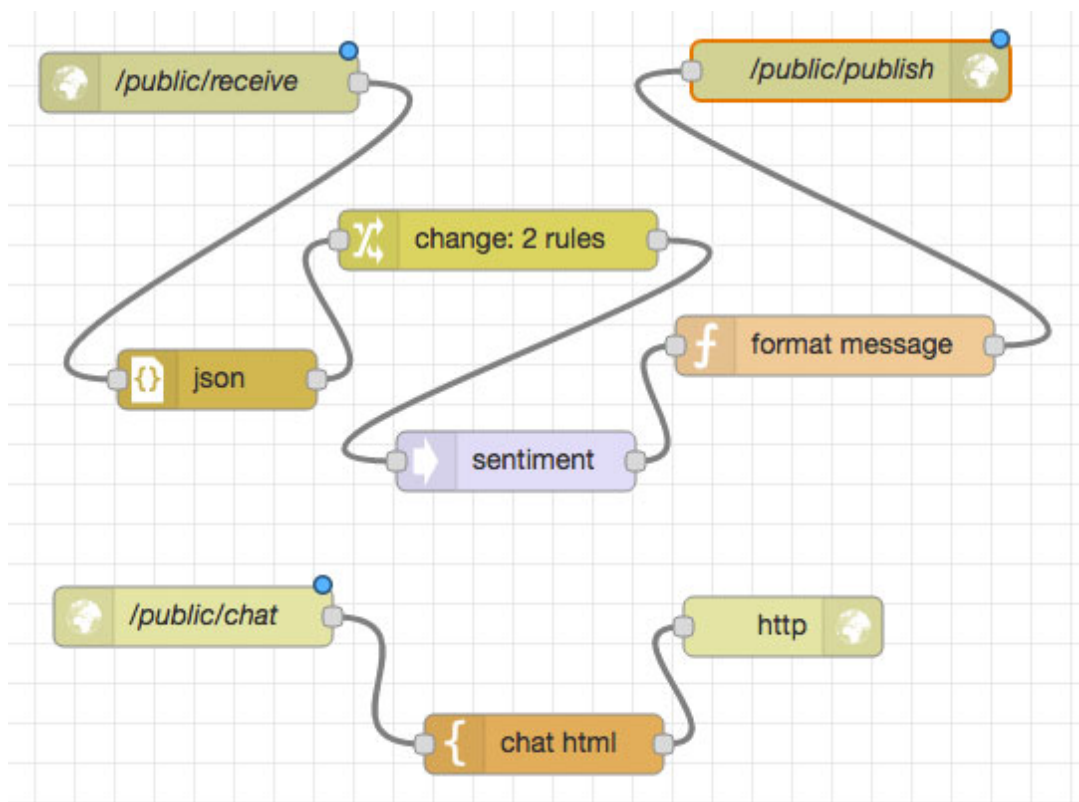 /public/receive
/public/publish
change: 2 rules
format message
{} json
sentiment
/public/chat
http
{ chat html